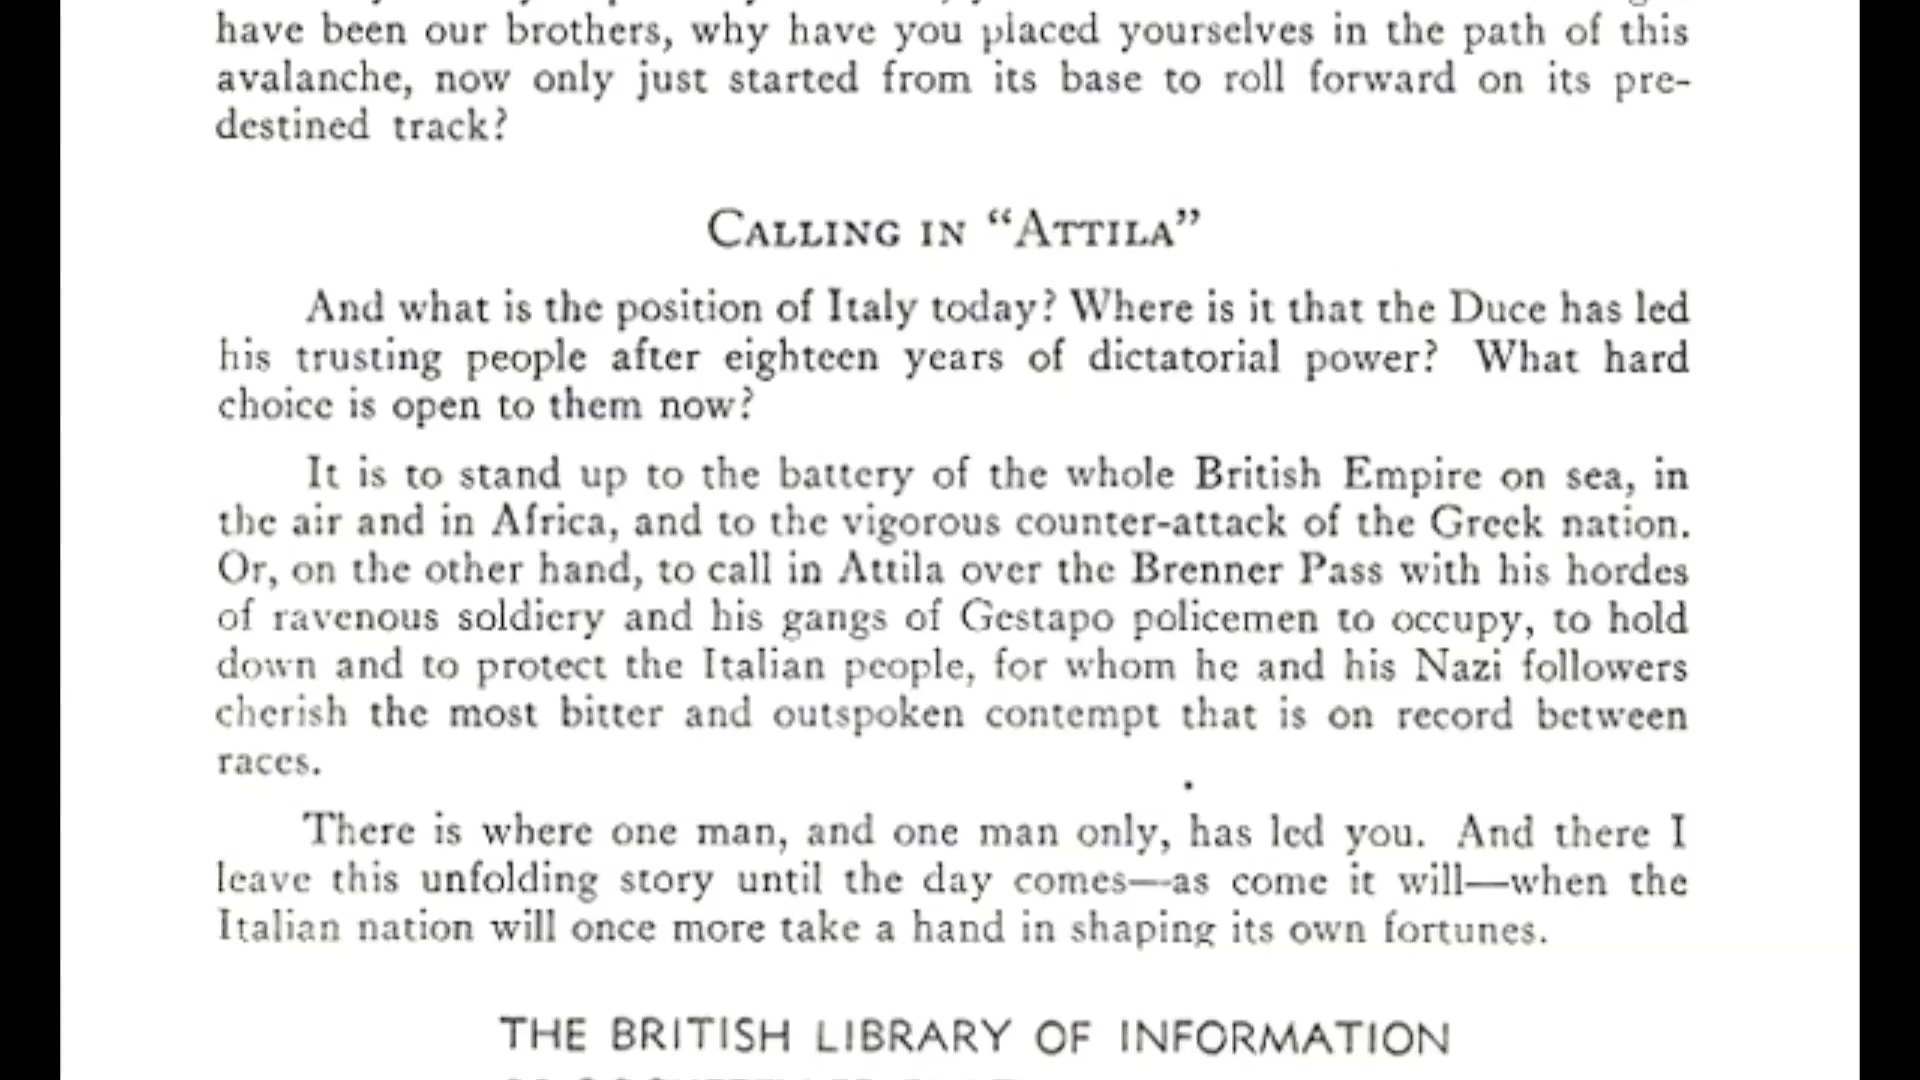 have been our brothers, why have you placed yourselves in the path of this
avalanche, now only just started from its base to roll forward on its pre-
destined track?
CALLING IN “ATTILA”
And what is the position of Italy today? Where is it that the Duce has led
his trusting people after eighteen years of dictatorial power? What hard
choice is open to them now?
It is to stand up to the battery of the whole British Empire on sea, in
the air and in Africa, and to the vigorous counter-attack of the Greek nation.
Or, on the other hand, to call in Attila over the Brenner Pass with his hordes
of ravenous soldiery and his gangs of Gestapo policemen to occupy, to hold
down and to protect the Italian people, for whom he and his Nazi followers
cherish the most bitter and outspoken contempt that is on record between
races.
There is where one man, and one man only, has led you. And there I
leave this unfolding story until the day comes—as come it will—when the
Italian nation will once more take a hand in shaping its own fortunes.
THE BRITISH LIBRARY OF INFORMATION